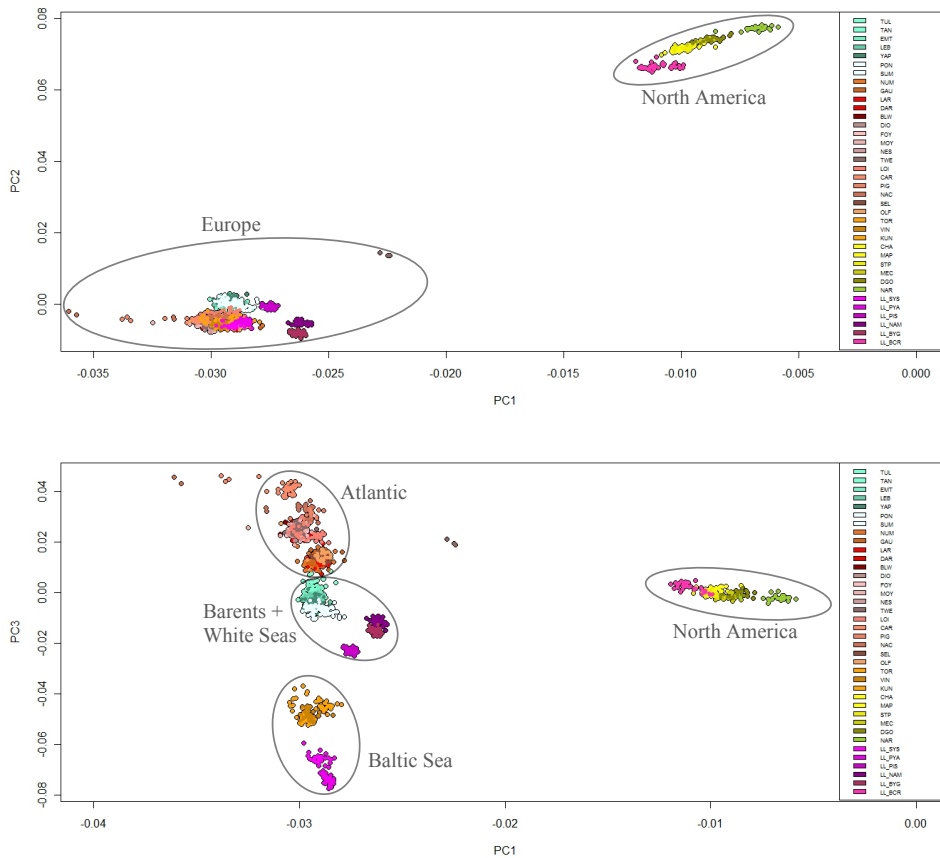 0.08
0.06
0.04
0.02
0.00
PC2
North America
Europe
-0.035
-0.030
-0.025
-0.020
-0.015
-0.010
-0.005
0.000
PC1
TUL
TAN
EMT
LEB
YAP
PON
SUM
NUM
GAU
LAR
DAR
BLW
DIO
FOY
MOY
NES
TWE
LOI
CAR
PIG
NAC
SEL
OLF
TOR
VIN
KUN
CHA
MAP
STP
MEC
DGO
NAR
LL_SYS
LL_PYA
LL_PIS
LL_NAM
LL_BYG
LL_BCR
0.04
0.02
0.00
-0.02
-0.04
-0.06
-0.08
PC3
Atlantic
Barents +
White Seas
North America
Baltic Sea
-0.04
-0.03
-0.02
-0.01
0.00
PC1
TUL
TAN
EMT
LEB
YAP
PON
SUM
NUM
GAU
LAR
DAR
BLW
DIO
FOY
MOY
NES
TWE
LOI
CAR
PIG
NAC
SEL
OLF
TOR
VIN
KUN
CHA
MAP
STP
MEC
DGO
NAR
LL_SYS
LL_PYA
LL_PIS
LL_NAM
LL_BYG
LL_BCR